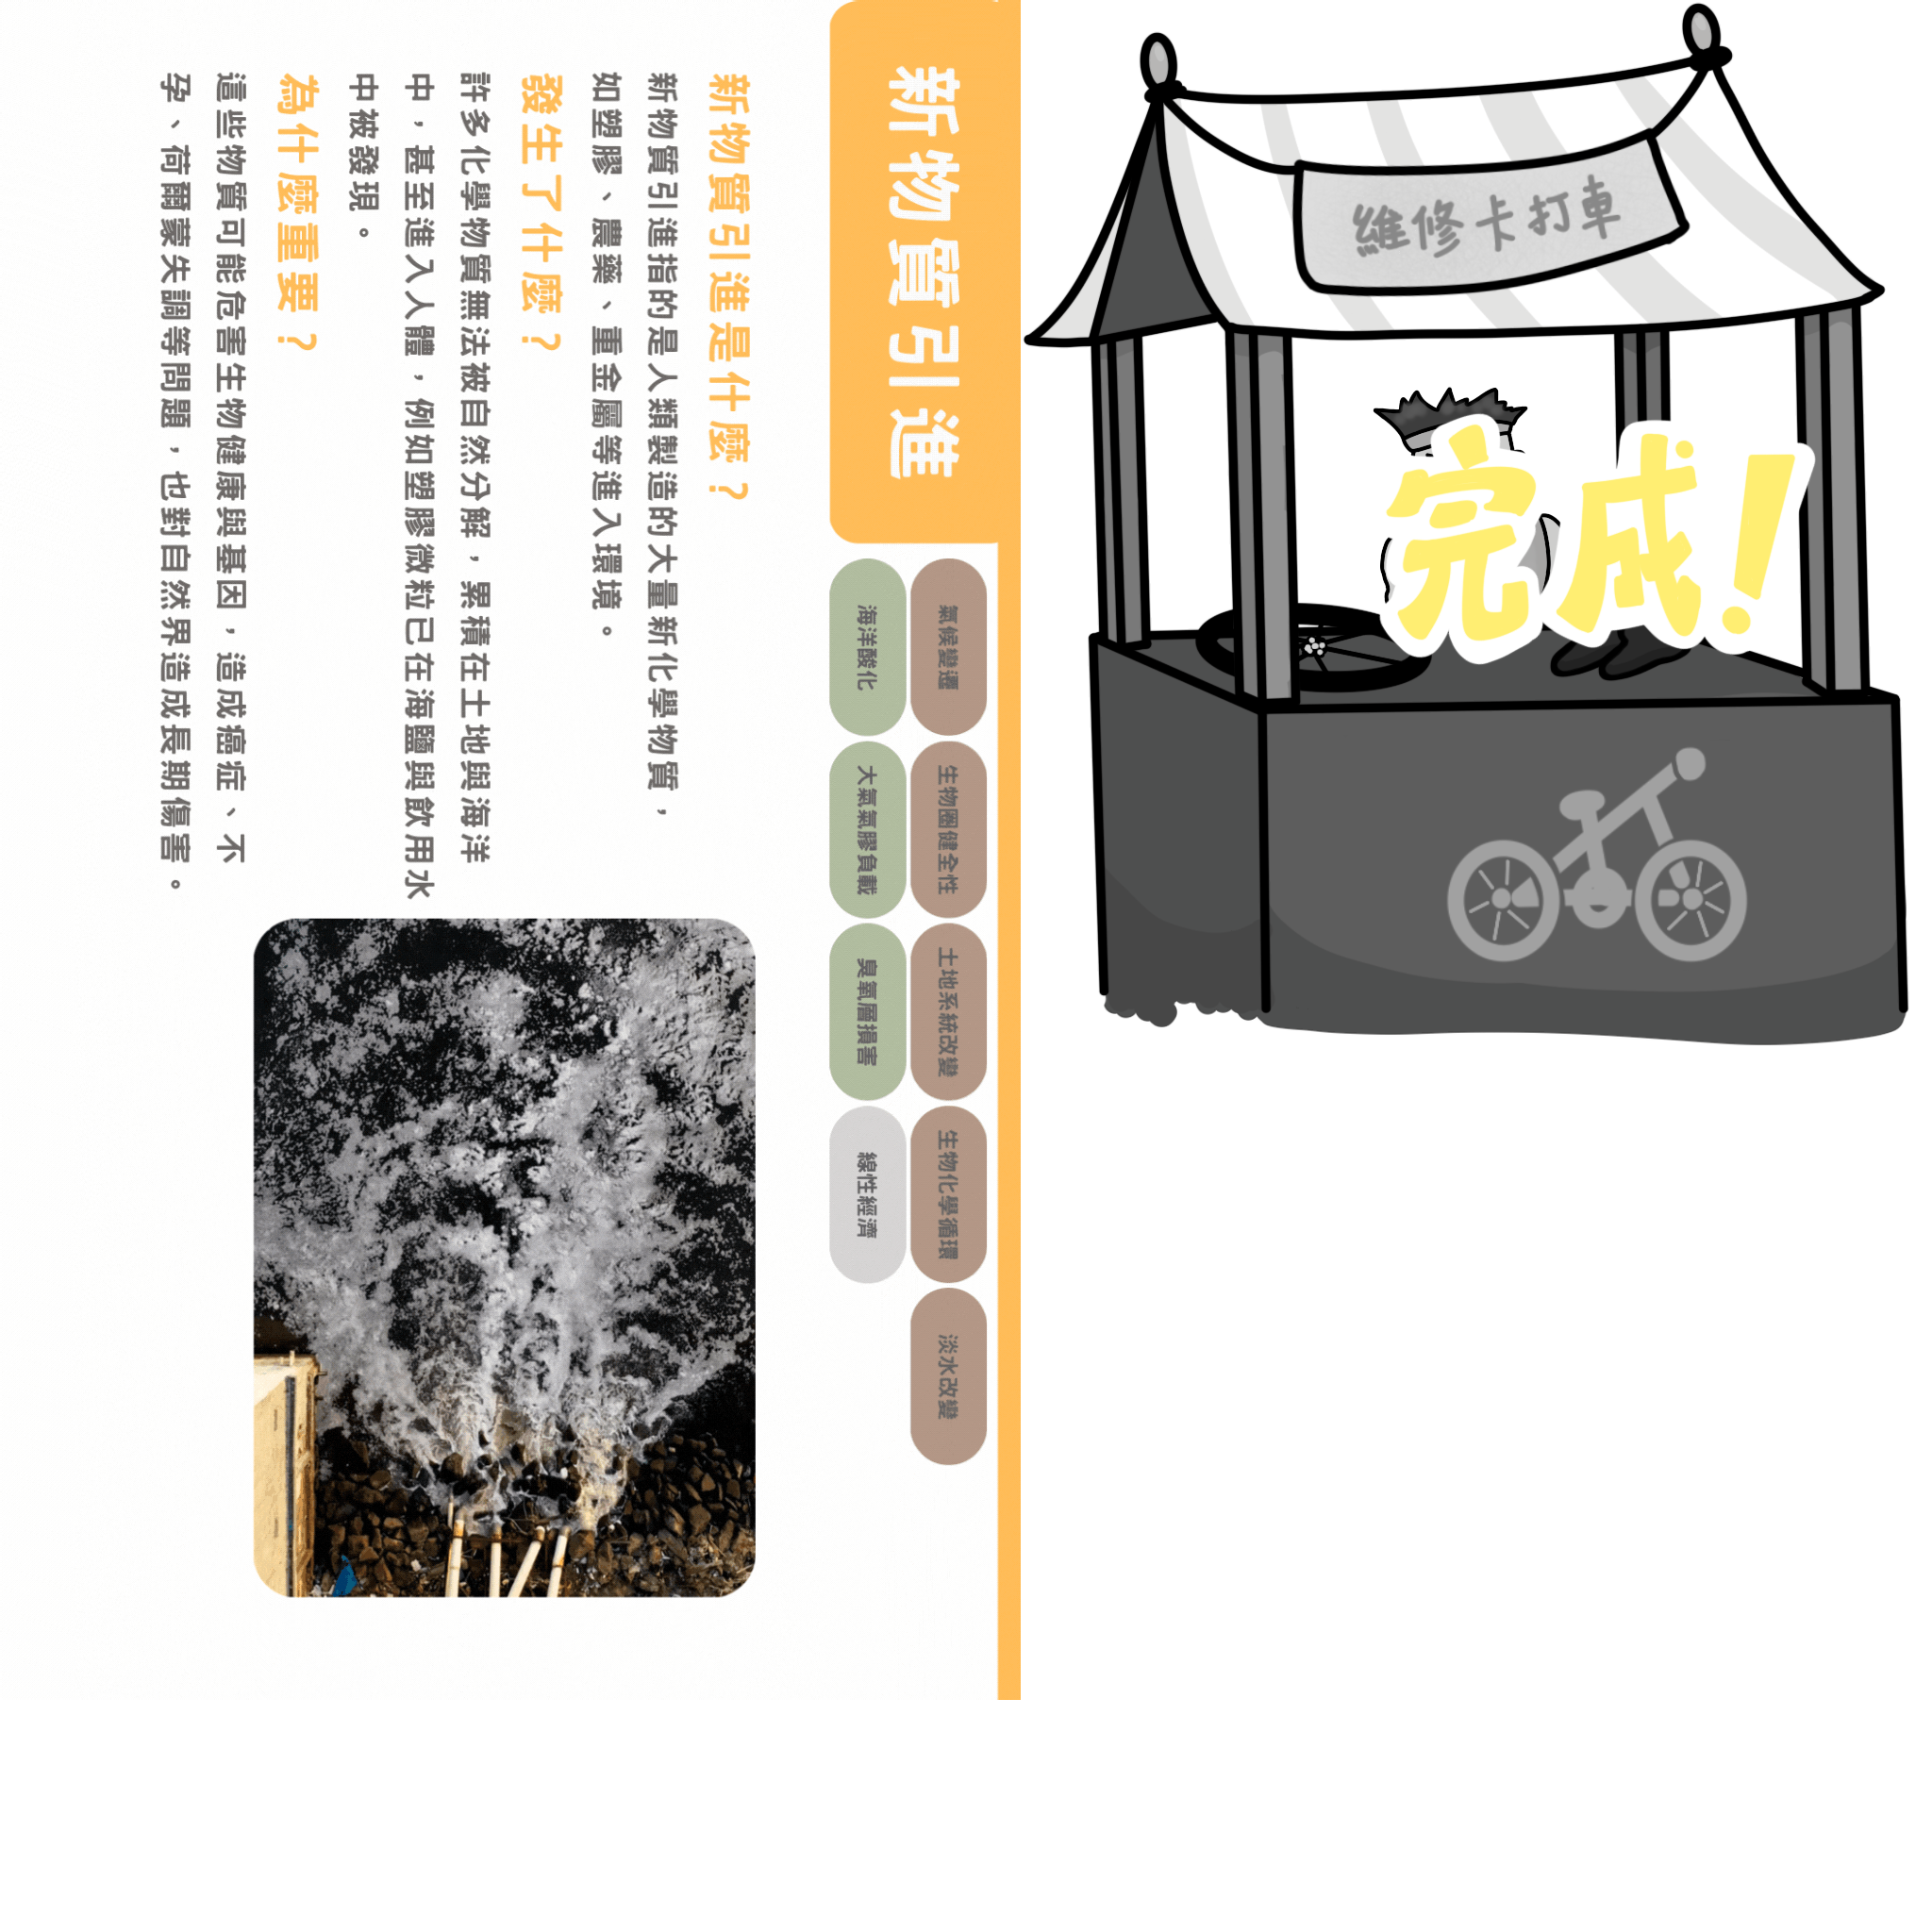 新物質引進
氣候變遷
生物圈健全性
土地系統改變
生物化學循環
淡水改變
海洋酸化
大氣氣膠負載
臭氧層損害
線性經濟
新物質引進是什麼？
新物質引進指的是人類製造的大量新化學物質，
如塑膠、農藥、重金屬等進入環境。
發生了什麼？
許多化學物質無法被自然分解，累積在土地與海洋
中，甚至進入人體，例如塑膠微粒已在海鹽與飲用水
中被發現。
為什麼重要？
這些物質可能危害生物健康與基因，造成癌症、不
孕、荷爾蒙失調等問題，也對自然界造成長期傷害。
維修卡打車
完成！